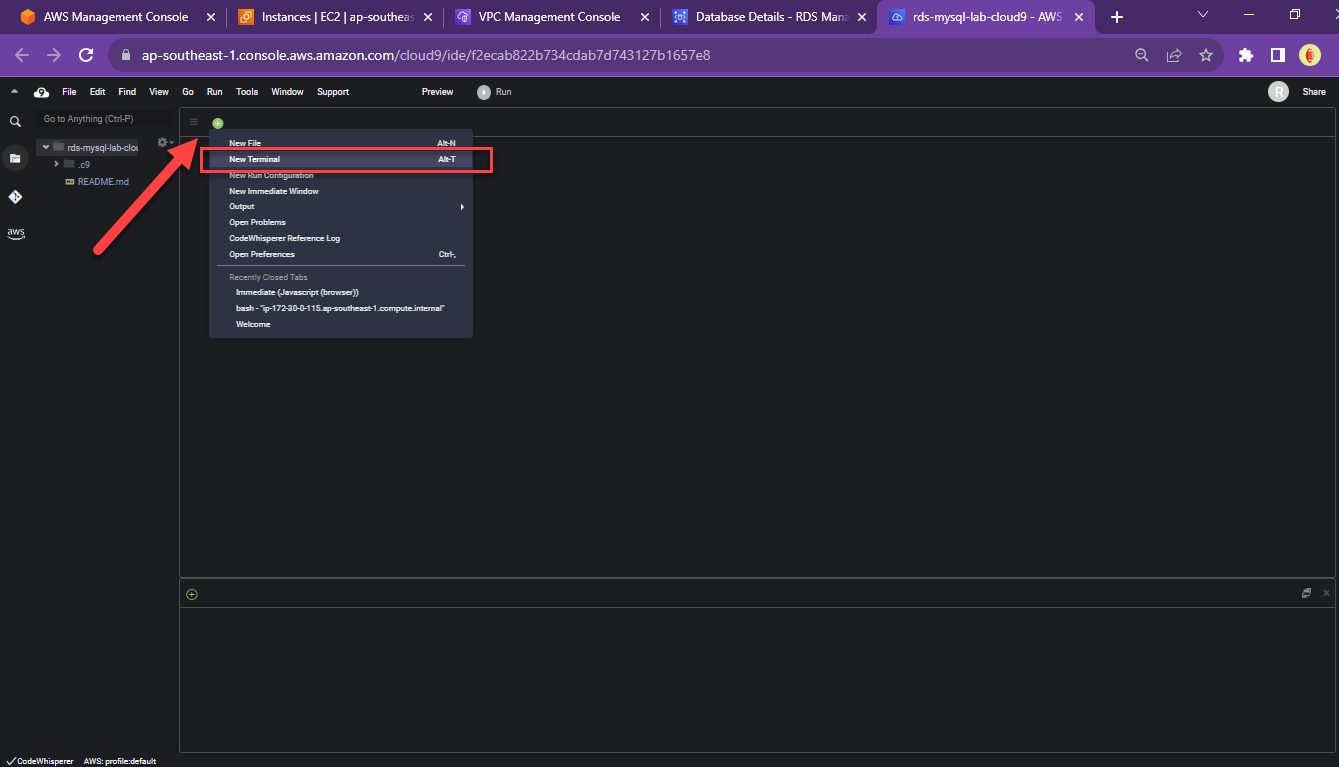 AWS Management Console
Instances | EC2 | ap-southeas
VPC Management Console
Database Details - RDS Mana
rds-mysql-lab-cloud9 - AWS
ap-southeast-1.console.aws.amazon.com/cloud9/ide/f2ecab822b734cdab7d743127b1657e8
File Edit Find View Go Run Tools Window Support Preview Run R Share
Go to Anything (Ctrl-P)
rds-mysql-lab-clou
.c9
README.md
aws
New File Alt-N
New Terminal Alt-T
New Run Configuration
New Immediate Window
Output
Open Problems
CodeWhisperer Reference Log
Open Preferences Ctrl-,
Recently Closed Tabs
Immediate (Javascript (browser))
bash - "ip-172-30-0-115.ap-southeast-1.compute.internal"
Welcome
CodeWhisperer AWS: profile:default